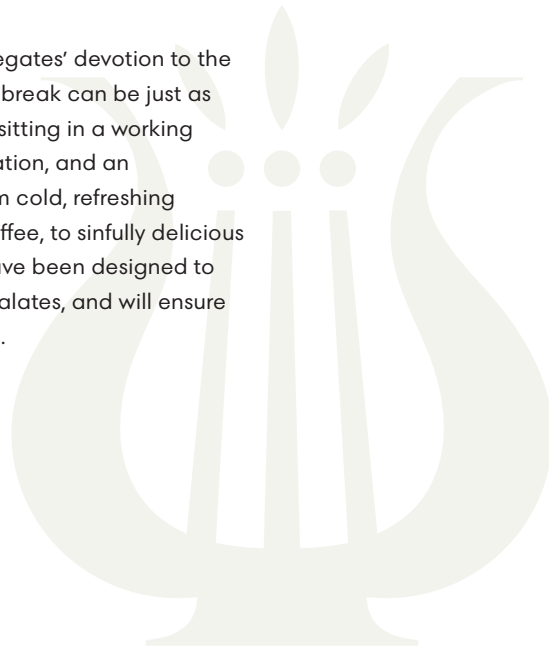 egates’ devotion to the
break can be just as
sitting in a working
ation, and an
m cold, refreshing
ffee, to sinfully delicious
ave been designed to
alates, and will ensure
.